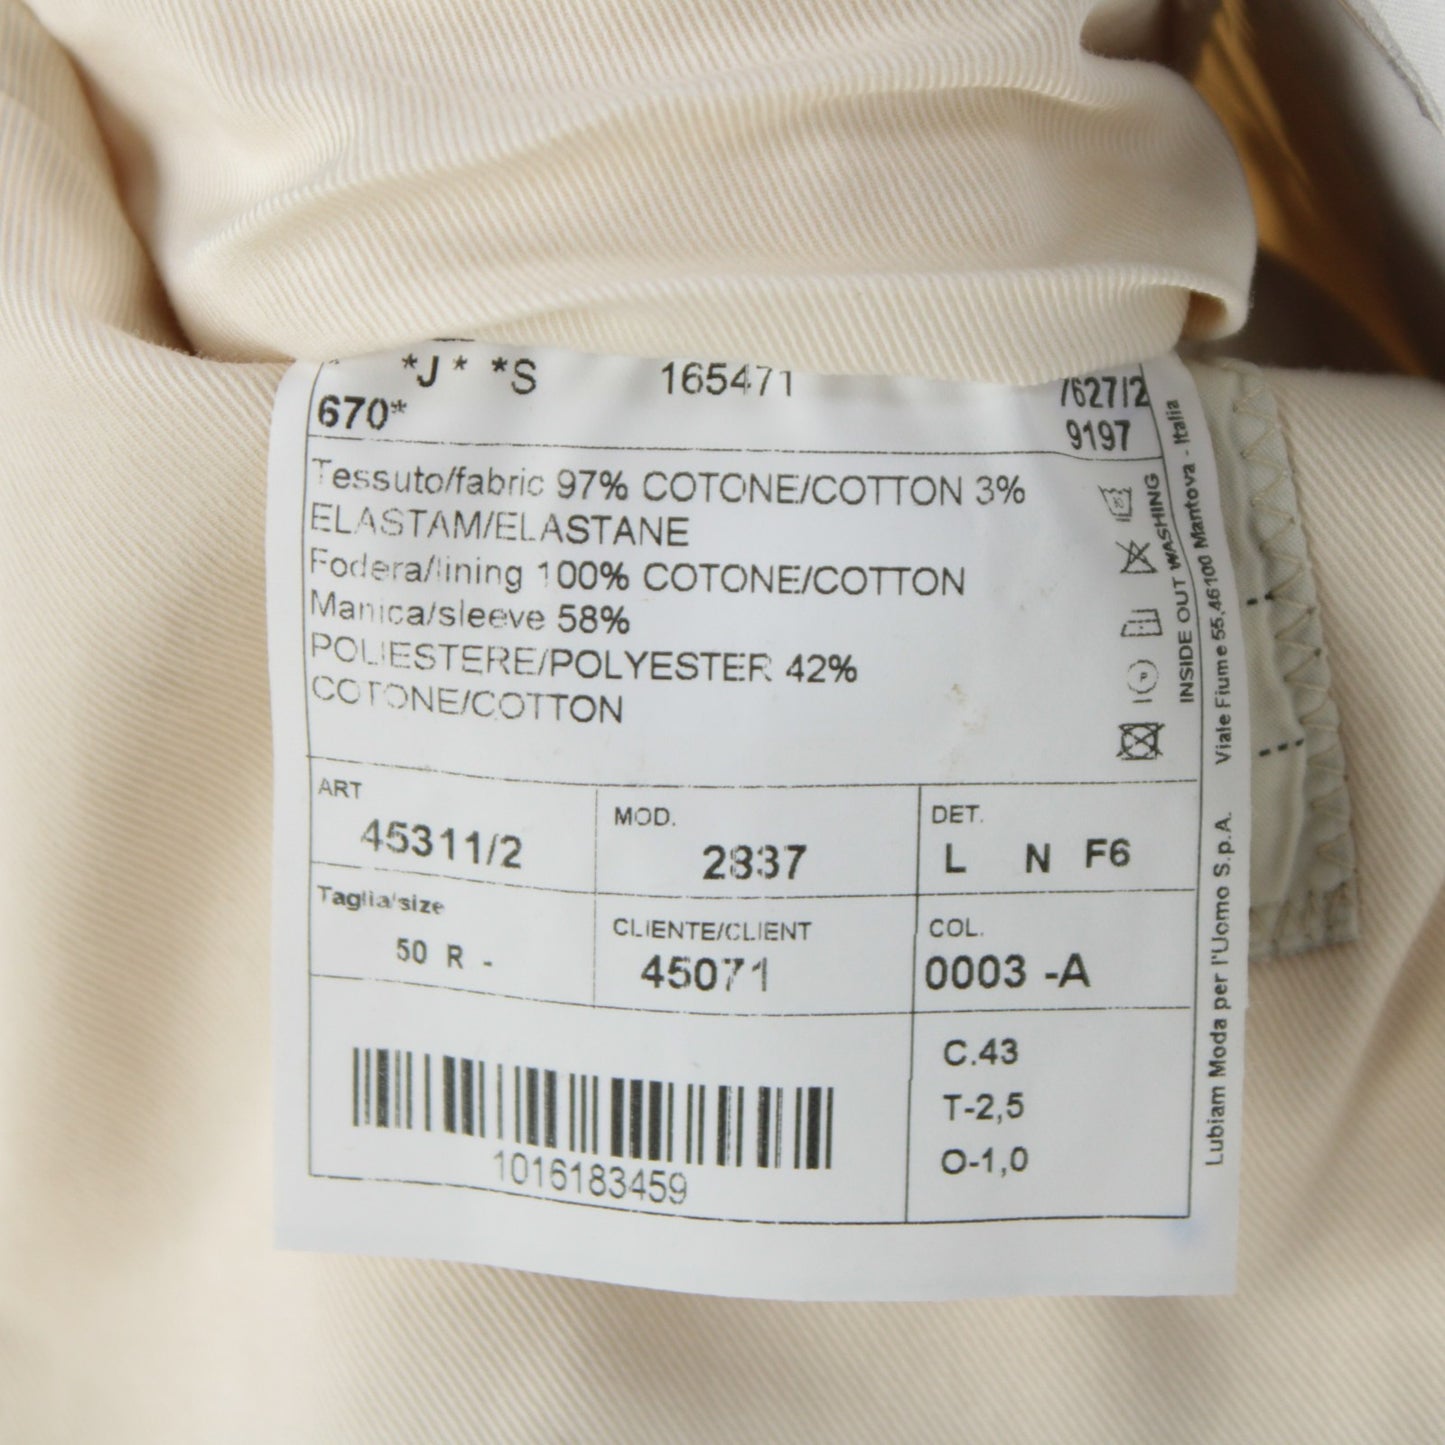 *J* *S 165471 7627/2
670* 9197
Tessuto/fabric 97% COTONE/COTTON 3%
ELASTAM/ELASTANE
Fodera/lining 100% COTONE/COTTON
Manica/sleeve 58%
POLIESTERE/POLYESTER 42%
COTONE/COTTON
INSIDE OUT WASHING
ART
45311/2
MOD.
2837
DET.
L N F6
Taglia/size
50 R -
CLIENTE/CLIENT
45071
COL.
0003 -A
1016183459
C.43
T-2,5
O-1,0
Lubiam Moda per l'Uomo S.p.A. Viale Fiume 55,46100 Mantova - Italia